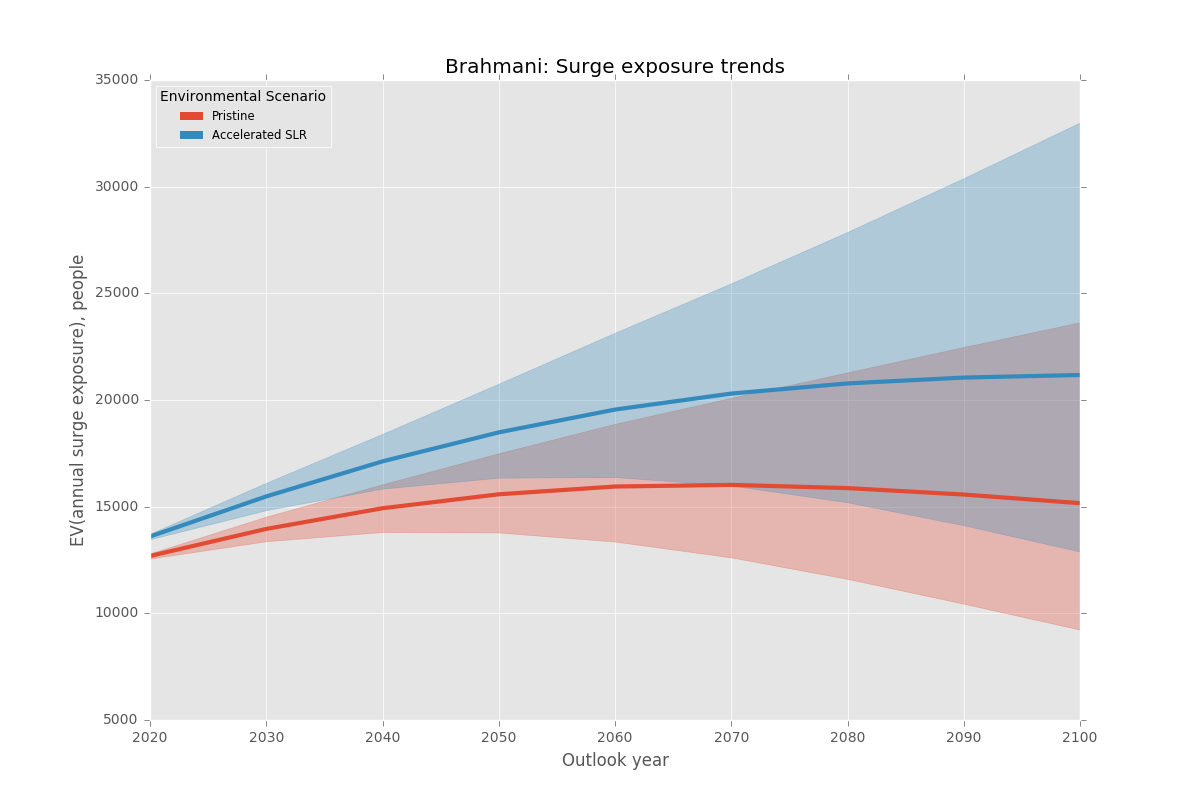 Brahmani: Surge exposure trends
Environmental Scenario
Pristine
Accelerated SLR
EV(annual surge exposure), people
35000
30000
25000
20000
15000
10000
5000
2020 2030 2040 2050 2060 2070 2080 2090 2100
Outlook year